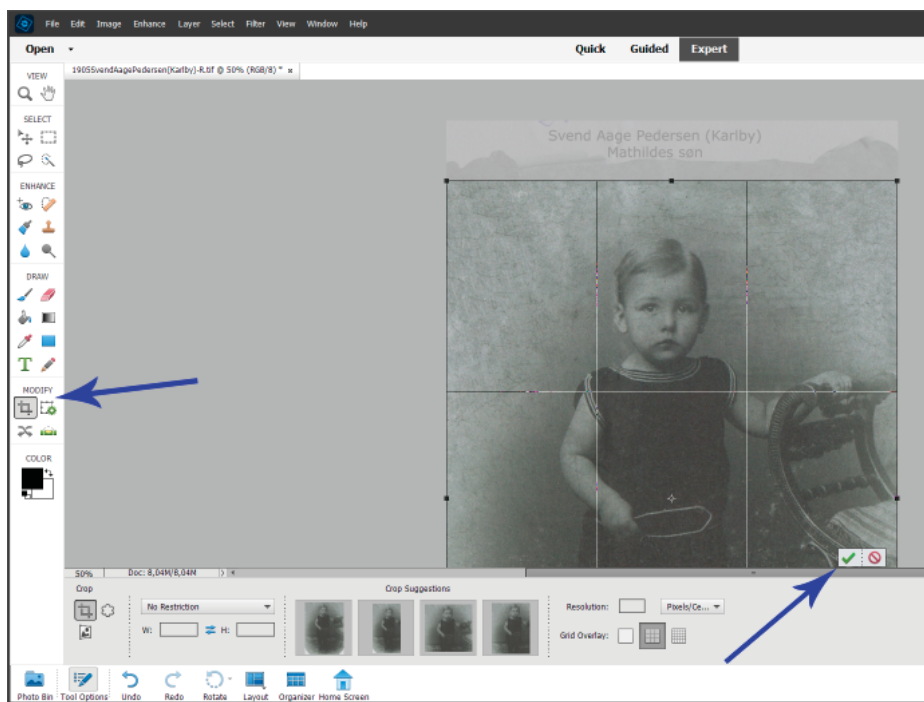 File Edit Image Enhance Layer Select Filter View Window Help
Open Quick Guided Expert
VIEW
1905SvendAagePedersen(Karlby)-R.tif @ 50% (RGB/8) * x
SELECT
ENHANCE
DRAW
T
MODIFY
COLOR
Svend Aage Pedersen (Karlby)
Mathildes søn
50% Doc: 8,04M/8,04M
Crop Crop Suggestions
No Restriction Resolution: Pixels/Ce...
W: H: Grid Overlay:
Photo Bin Tool Options Undo Redo Rotate Layout Organizer Home Screen